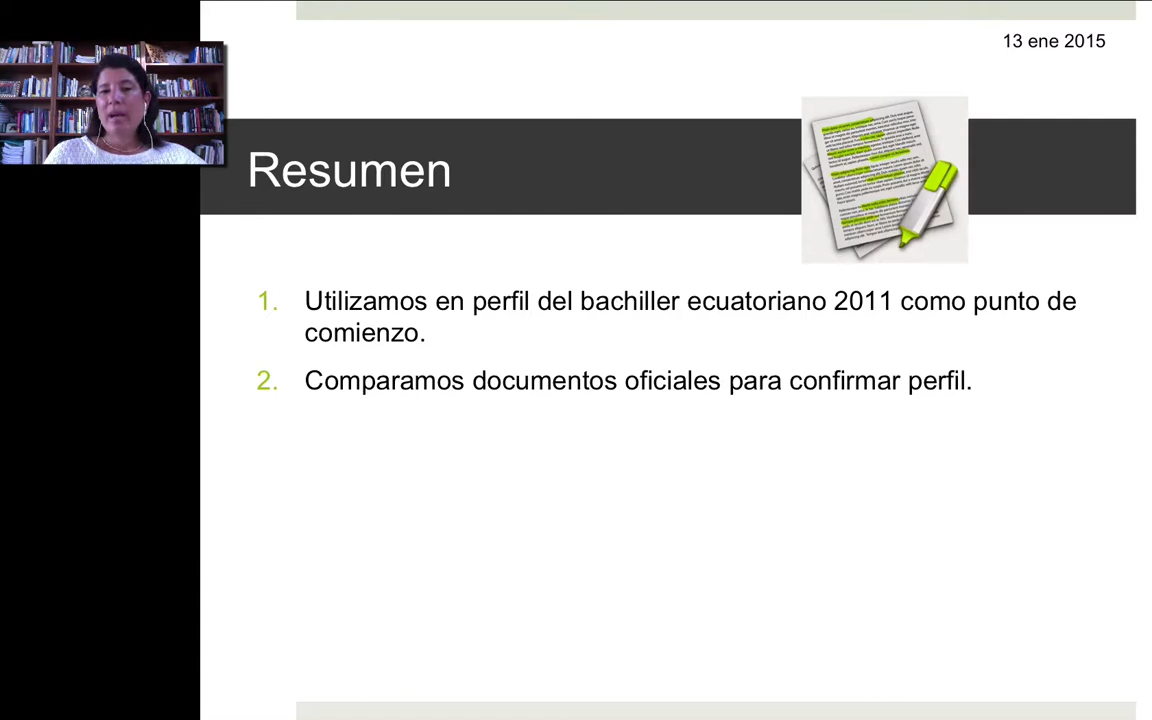 13 ene 2015
Resumen
1. Utilizamos en perfil del bachiller ecuatoriano 2011 como punto de
comienzo.
2. Comparamos documentos oficiales para confirmar perfil.